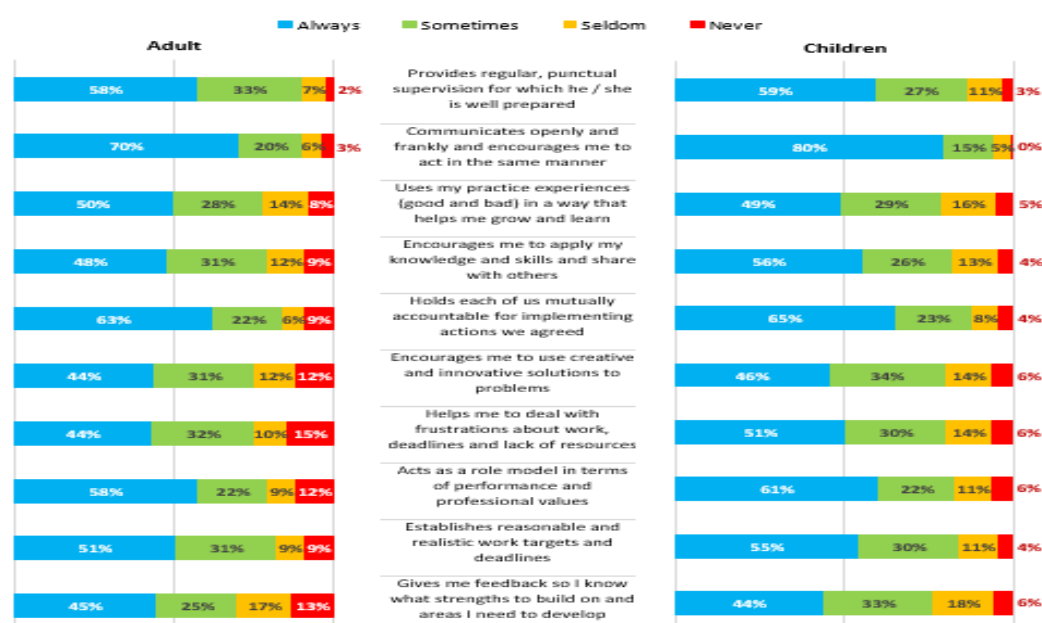 Always Sometimes Seldom Never
Adult Children
58% 33% 7% 2%
Provides regular, punctual
supervision for which he / she
is well prepared
59% 27% 11% 3%
70% 20% 6% 3%
Communicates openly and
frankly and encourages me to
act in the same manner
80% 15% 5% 0%
50% 28% 14% 8%
Uses my practice experiences
(good and bad) in a way that
helps me grow and learn
49% 29% 16% 5%
48% 31% 12% 9%
Encourages me to apply my
knowledge and skills and share
with others
56% 26% 13% 4%
63% 22% 6% 9%
Holds each of us mutually
accountable for implementing
actions we agreed
65% 23% 8% 4%
44% 31% 12% 12%
Encourages me to use creative
and innovative solutions to
problems
46% 34% 14% 6%
44% 32% 10% 15%
Helps me to deal with
frustrations about work,
deadlines and lack of resources
51% 30% 14% 6%
58% 22% 9% 12%
Acts as a role model in terms
of performance and
professional values
61% 22% 11% 6%
51% 31% 9% 9%
Establishes reasonable and
realistic work targets and
deadlines
55% 30% 11% 4%
45% 25% 17% 13%
Gives me feedback so I know
what strengths to build on and
areas I need to develop
44% 33% 18% 6%